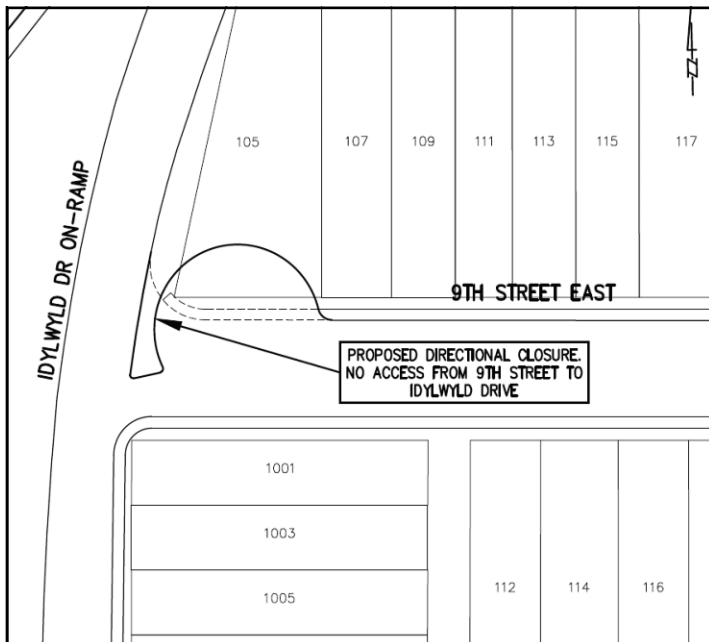 N
105
107
109
111
113
115
117
IDYLWYLD DR ON-RAMP
9TH STREET EAST
PROPOSED DIRECTIONAL CLOSURE.
NO ACCESS FROM 9TH STREET TO
IDYLWYLD DRIVE
1001
1003
1005
112
114
116